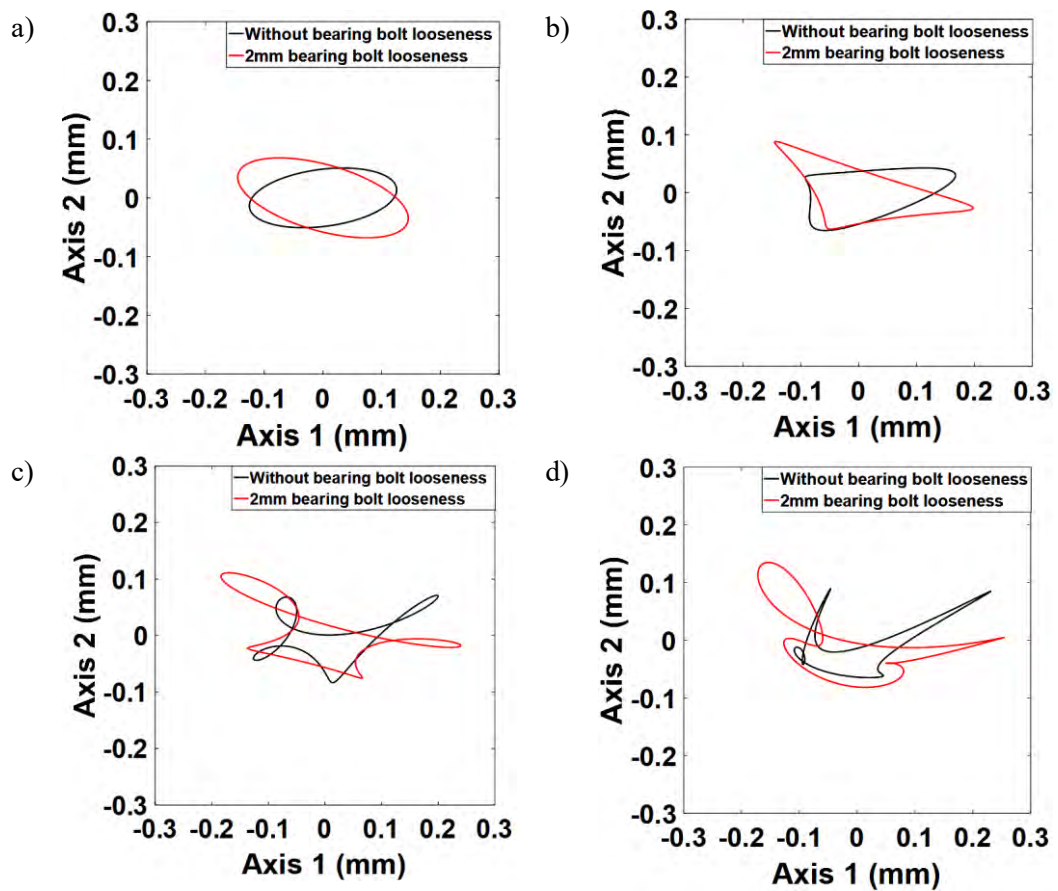 a)
Without bearing bolt looseness
2mm bearing bolt looseness
0.3
0.2
0.1
0
-0.1
-0.2
-0.3
Axis 2 (mm)
-0.3 -0.2 -0.1 0 0.1 0.2 0.3
Axis 1 (mm)
b)
Without bearing bolt looseness
2mm bearing bolt looseness
0.3
0.2
0.1
0
-0.1
-0.2
-0.3
Axis 2 (mm)
-0.3 -0.2 -0.1 0 0.1 0.2 0.3
Axis 1 (mm)
c)
Without bearing bolt looseness
2mm bearing bolt looseness
0.3
0.2
0.1
0
-0.1
-0.2
-0.3
Axis 2 (mm)
-0.3 -0.2 -0.1 0 0.1 0.2 0.3
Axis 1 (mm)
d)
Without bearing bolt looseness
2mm bearing bolt looseness
0.3
0.2
0.1
0
-0.1
-0.2
-0.3
Axis 2 (mm)
-0.3 -0.2 -0.1 0 0.1 0.2 0.3
Axis 1 (mm)